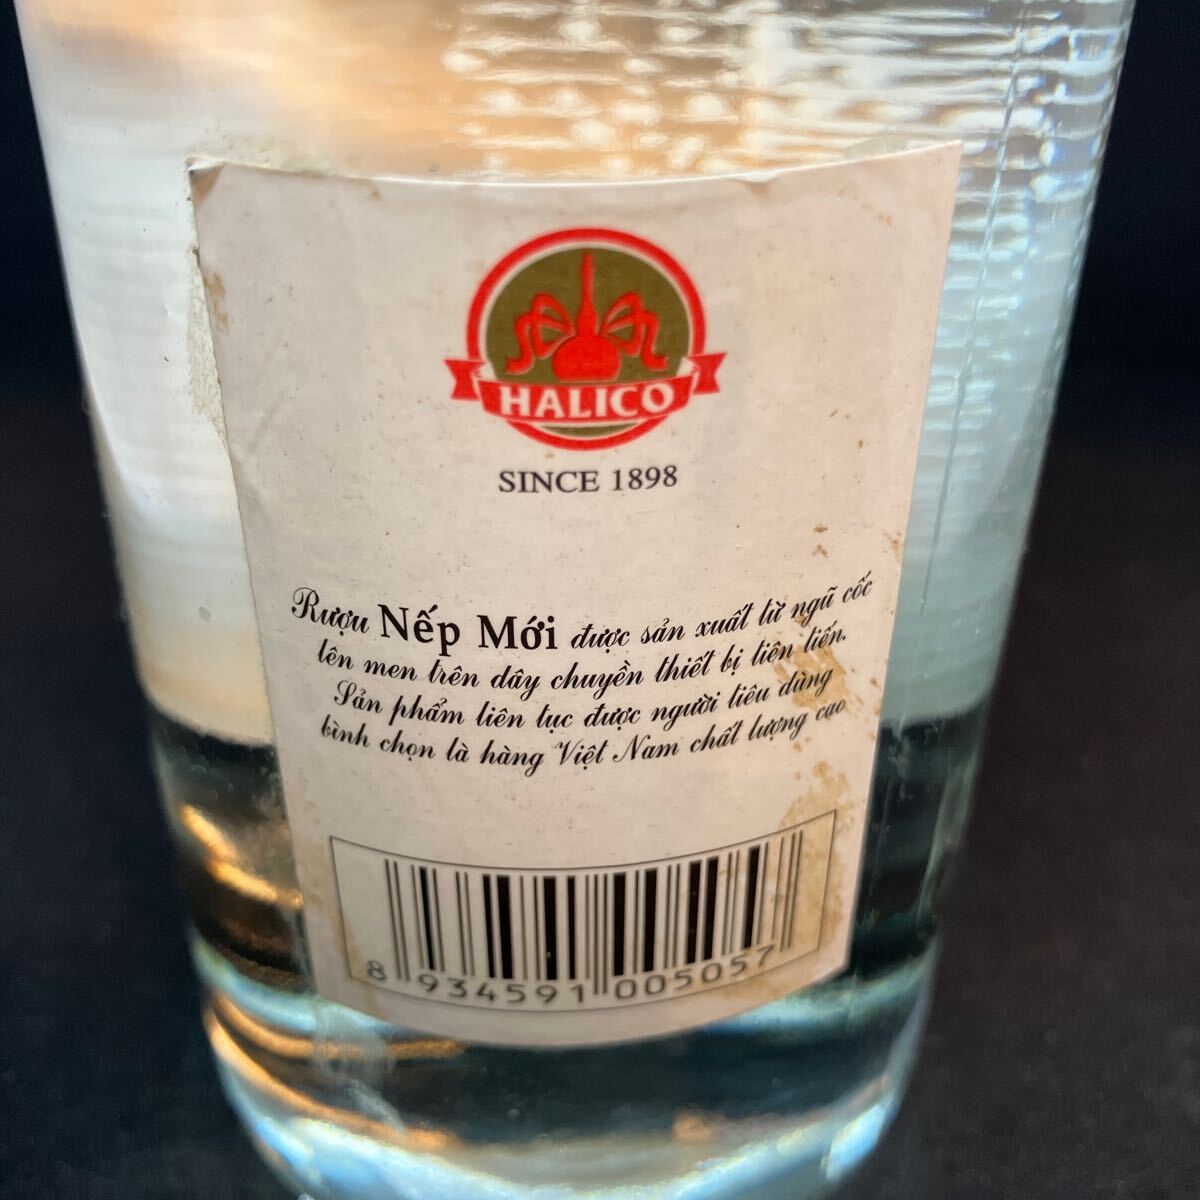 HALICO
SINCE 1898
Rượu Nếp Mới được sản xuất từ ngũ cốc
lên men trên dây chuyền thiết bị tiên tiến.
Sản phẩm liên tục được người tiêu dùng
bình chọn là hàng Việt Nam chất lượng cao
8 934591 005057